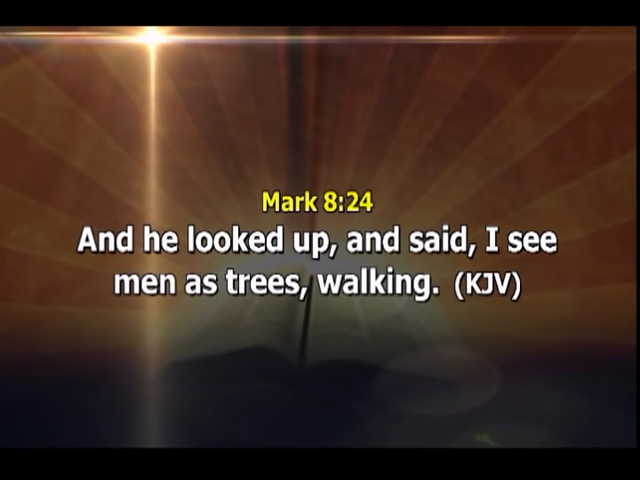 Mark 8:24
And he looked up, and said, I see
men as trees, walking. (KJV)